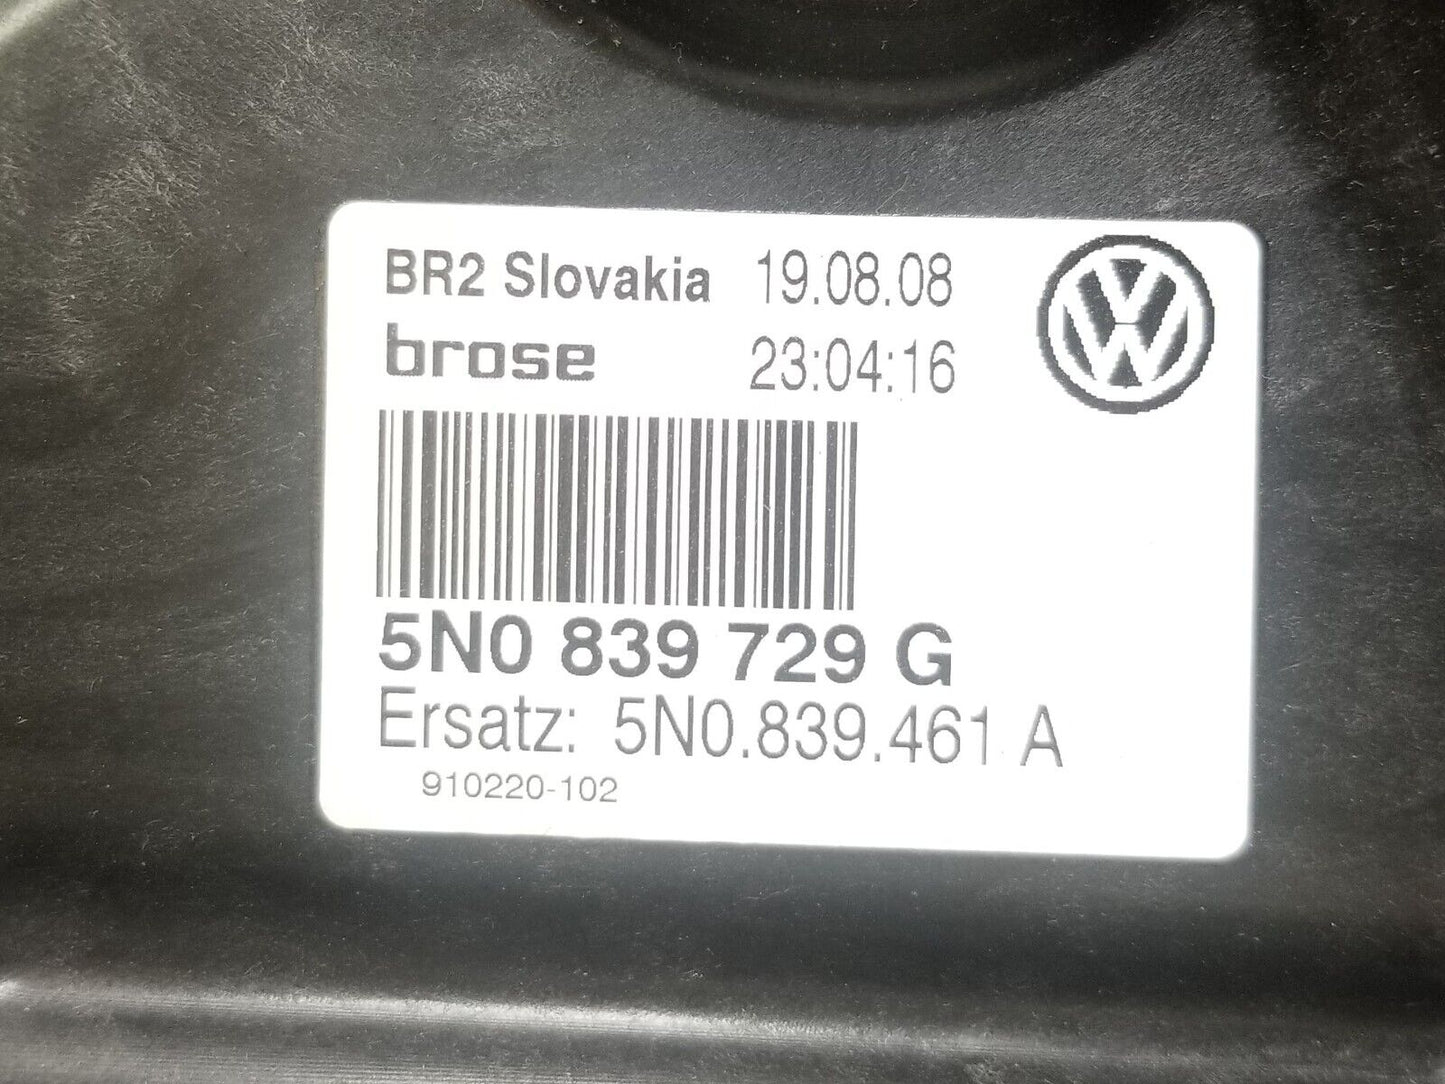 BR2 Slovakia 19.08.08
brose 23:04:16
5N0 839 729 G
Ersatz: 5N0.839.461 A
910220-102